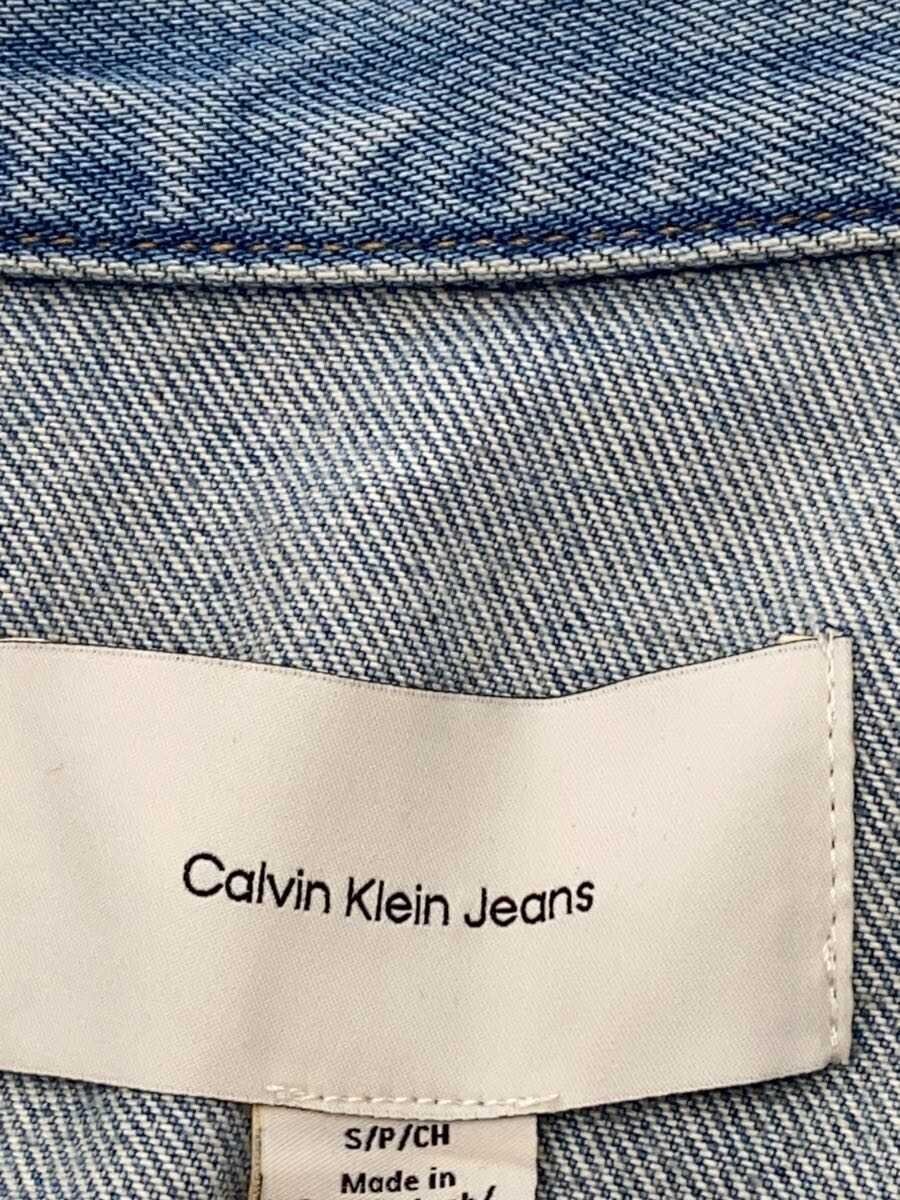 Calvin Klein Jeans
S/P/CH
Made in